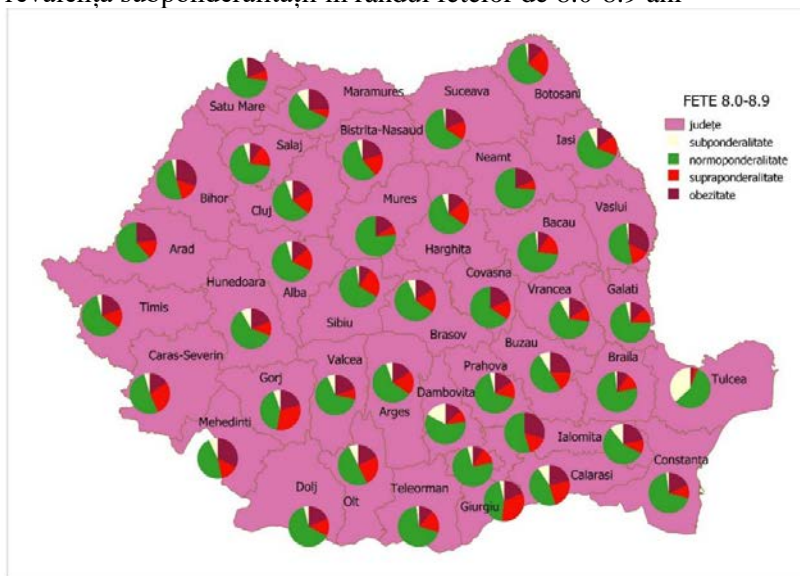 revalența subponderalității în rândul fetelor de 8.0-8.9 ani
Satu Mare
Maramures
Suceava
Botosani
FETE 8.0-8.9
județe
subponderalitate
normoponderalitate
supraponderalitate
obezitate
Salaj
Bistrita-Nasaud
Iasi
Neamt
Bihor
Cluj
Mures
Vaslui
Arad
Harghita
Bacau
Hunedoara
Alba
Covasna
Vrancea
Galati
Timis
Sibiu
Brasov
Buzau
Caras-Severin
Valcea
Prahova
Braila
Gorj
Arges
Dambovita
Tulcea
Mehedinti
Ialomita
Constanța
Dolj
Olt
Teleorman
Giurgiu
Calarasi